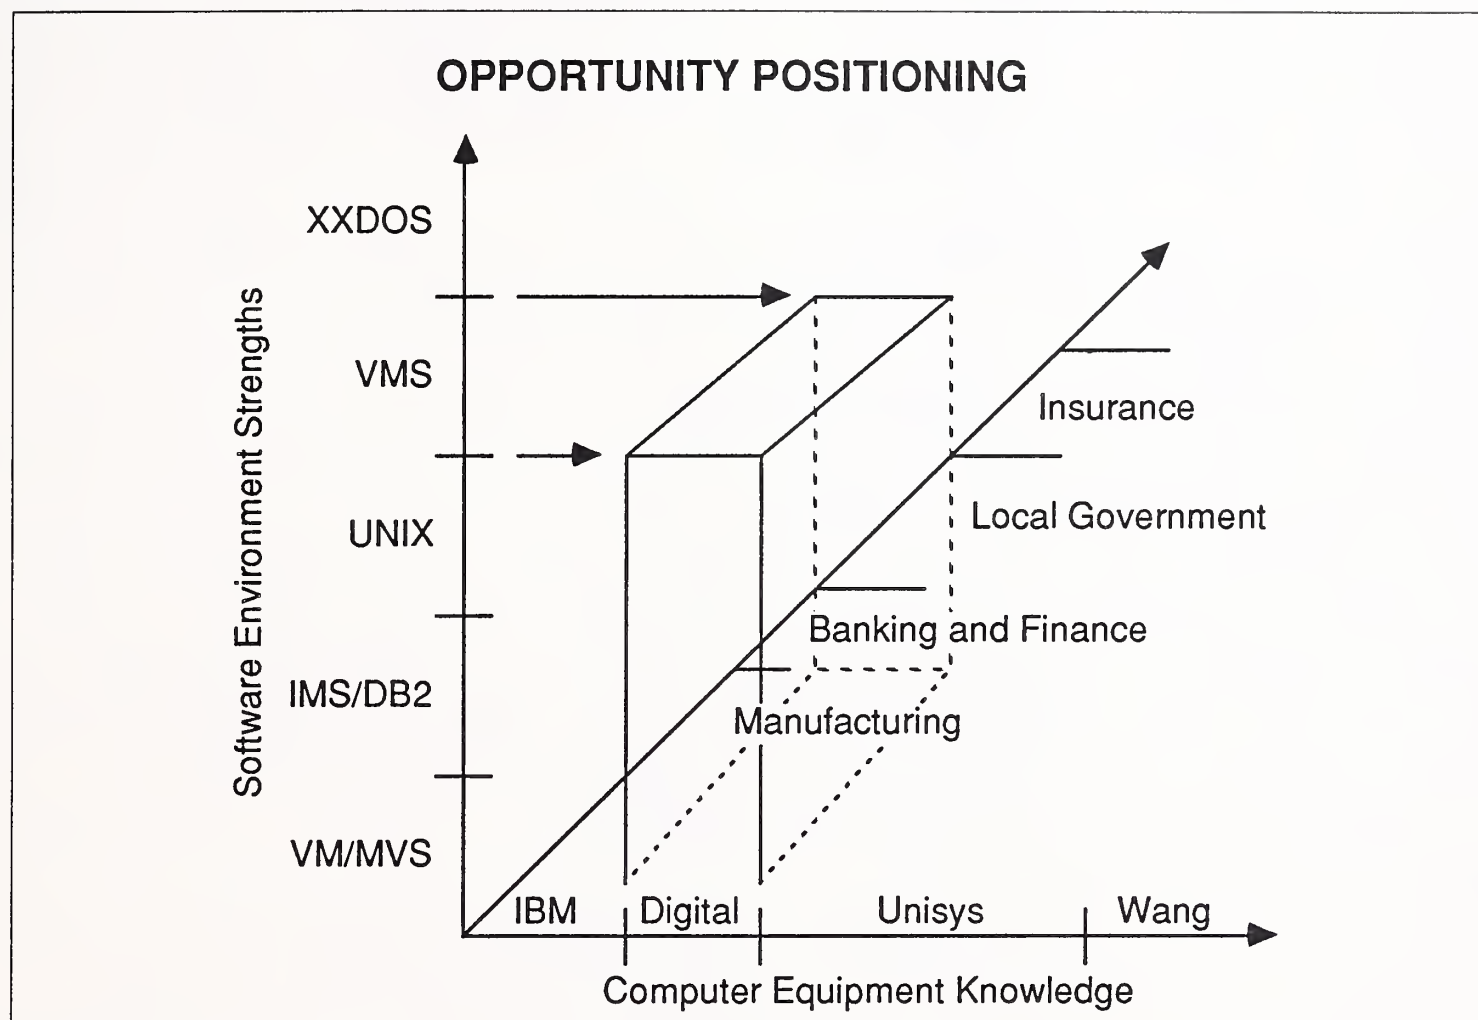 OPPORTUNITY POSITIONING
XXDOS
VMS
UNIX
IMS/DB2
VM/MVS
Software Environment Strengths
Insurance
Local Government
Banking and Finance
Manufacturing
IBM
Digital
Unisys
Wang
Computer Equipment Knowledge